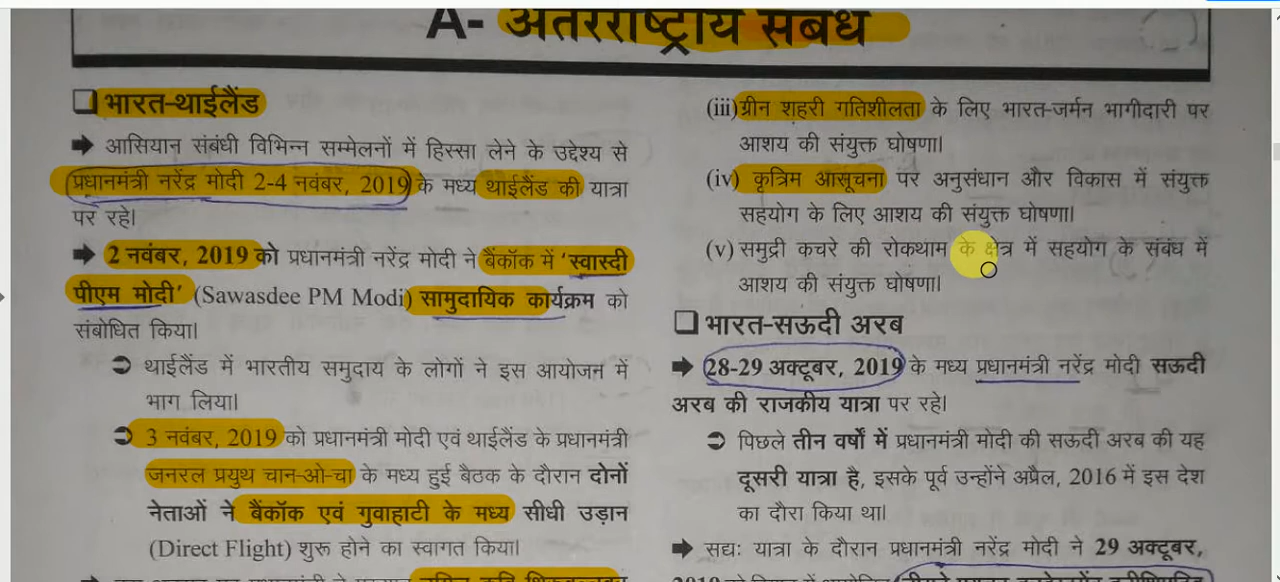 A- अंतरराष्ट्रीय संबंध
❑ भारत-थाईलैंड
➡ आसियान संबंधी विभिन्न सम्मेलनों में हिस्सा लेने के उद्देश्य से
प्रधानमंत्री नरेंद्र मोदी 2-4 नवंबर, 2019 के मध्य थाईलैंड की यात्रा
पर रहे।
➡ 2 नवंबर, 2019 को प्रधानमंत्री नरेंद्र मोदी ने बैंकॉक में 'स्वास्दी
पीएम मोदी' (Sawasdee PM Modi) सामुदायिक कार्यक्रम को
संबोधित किया।
➲ थाईलैंड में भारतीय समुदाय के लोगों ने इस आयोजन में
भाग लिया।
➲ 3 नवंबर, 2019 को प्रधानमंत्री मोदी एवं थाईलैंड के प्रधानमंत्री
जनरल प्रयुथ चान-ओ-चा के मध्य हुई बैठक के दौरान दोनों
नेताओं ने बैंकॉक एवं गुवाहाटी के मध्य सीधी उड़ान
(Direct Flight) शुरू होने का स्वागत किया।
(iii) ग्रीन शहरी गतिशीलता के लिए भारत-जर्मन भागीदारी पर
आशय की संयुक्त घोषणा।
(iv) कृत्रिम आसूचना पर अनुसंधान और विकास में संयुक्त
सहयोग के लिए आशय की संयुक्त घोषणा।
(v) समुद्री कचरे की रोकथाम के क्षेत्र में सहयोग के संबंध में
आशय की संयुक्त घोषणा।
❑ भारत-सऊदी अरब
➡ 28-29 अक्टूबर, 2019 के मध्य प्रधानमंत्री नरेंद्र मोदी सऊदी
अरब की राजकीय यात्रा पर रहे।
➲ पिछले तीन वर्षों में प्रधानमंत्री मोदी की सऊदी अरब की यह
दूसरी यात्रा है, इसके पूर्व उन्होंने अप्रैल, 2016 में इस देश
का दौरा किया था।
➡ सद्यः यात्रा के दौरान प्रधानमंत्री नरेंद्र मोदी ने 29 अक्टूबर,